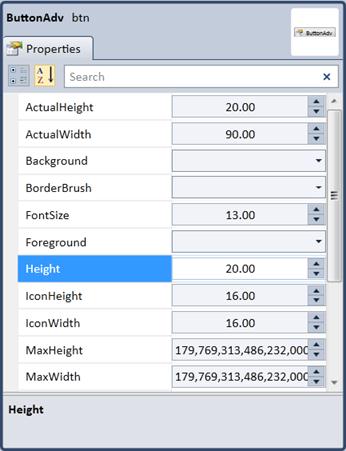 ButtonAdv btn
ButtonAdv
Properties
A
Z
Search
ActualHeight 20.00
ActualWidth 90.00
Background
BorderBrush
FontSize 13.00
Foreground
Height 20.00
IconHeight 16.00
IconWidth 16.00
MaxHeight 179,769,313,486,232,000
MaxWidth 179,769,313,486,232,000
Height